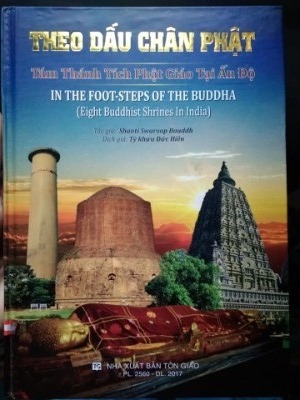 THEO DẤU CHÂN PHẬT
Tám Thánh Tích Phật Giáo Tại Ấn Độ
IN THE FOOT-STEPS OF THE BUDDHA
(Eight Buddhist Shrines In India)
Tác giả: Shanti Swaroop Bouddh
Dịch giả: Tỳ khưu Đức Hiền
NHÀ XUẤT BẢN TÔN GIÁO
PL. 2560 - DL. 2017